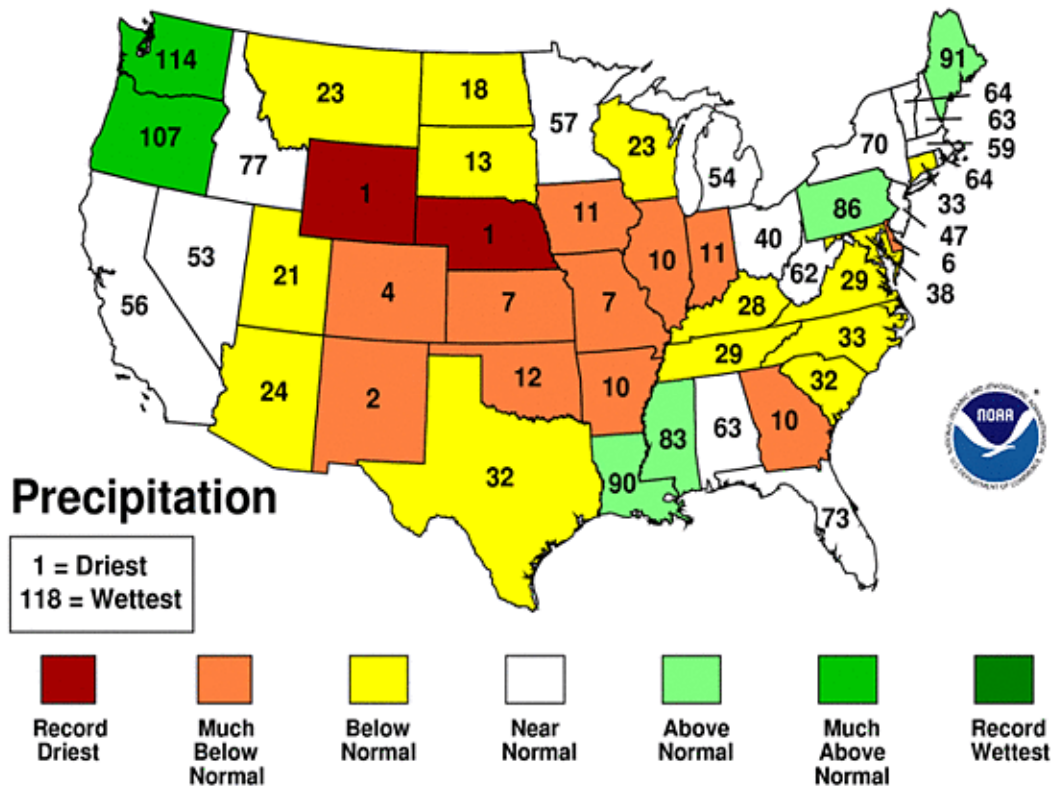 114
91
23
18
64
57
63
107
70
23
59
77
13
54
64
1
86
33
11
1
40
47
53
10
11
6
21
62
29
38
4
7
7
28
56
33
29
24
2
12
10
32
63
10
83
32
90
73
NOAA
Precipitation
1 = Driest
118 = Wettest
Record
Driest
Much
Below
Normal
Below
Normal
Near
Normal
Above
Normal
Much
Above
Normal
Record
Wettest